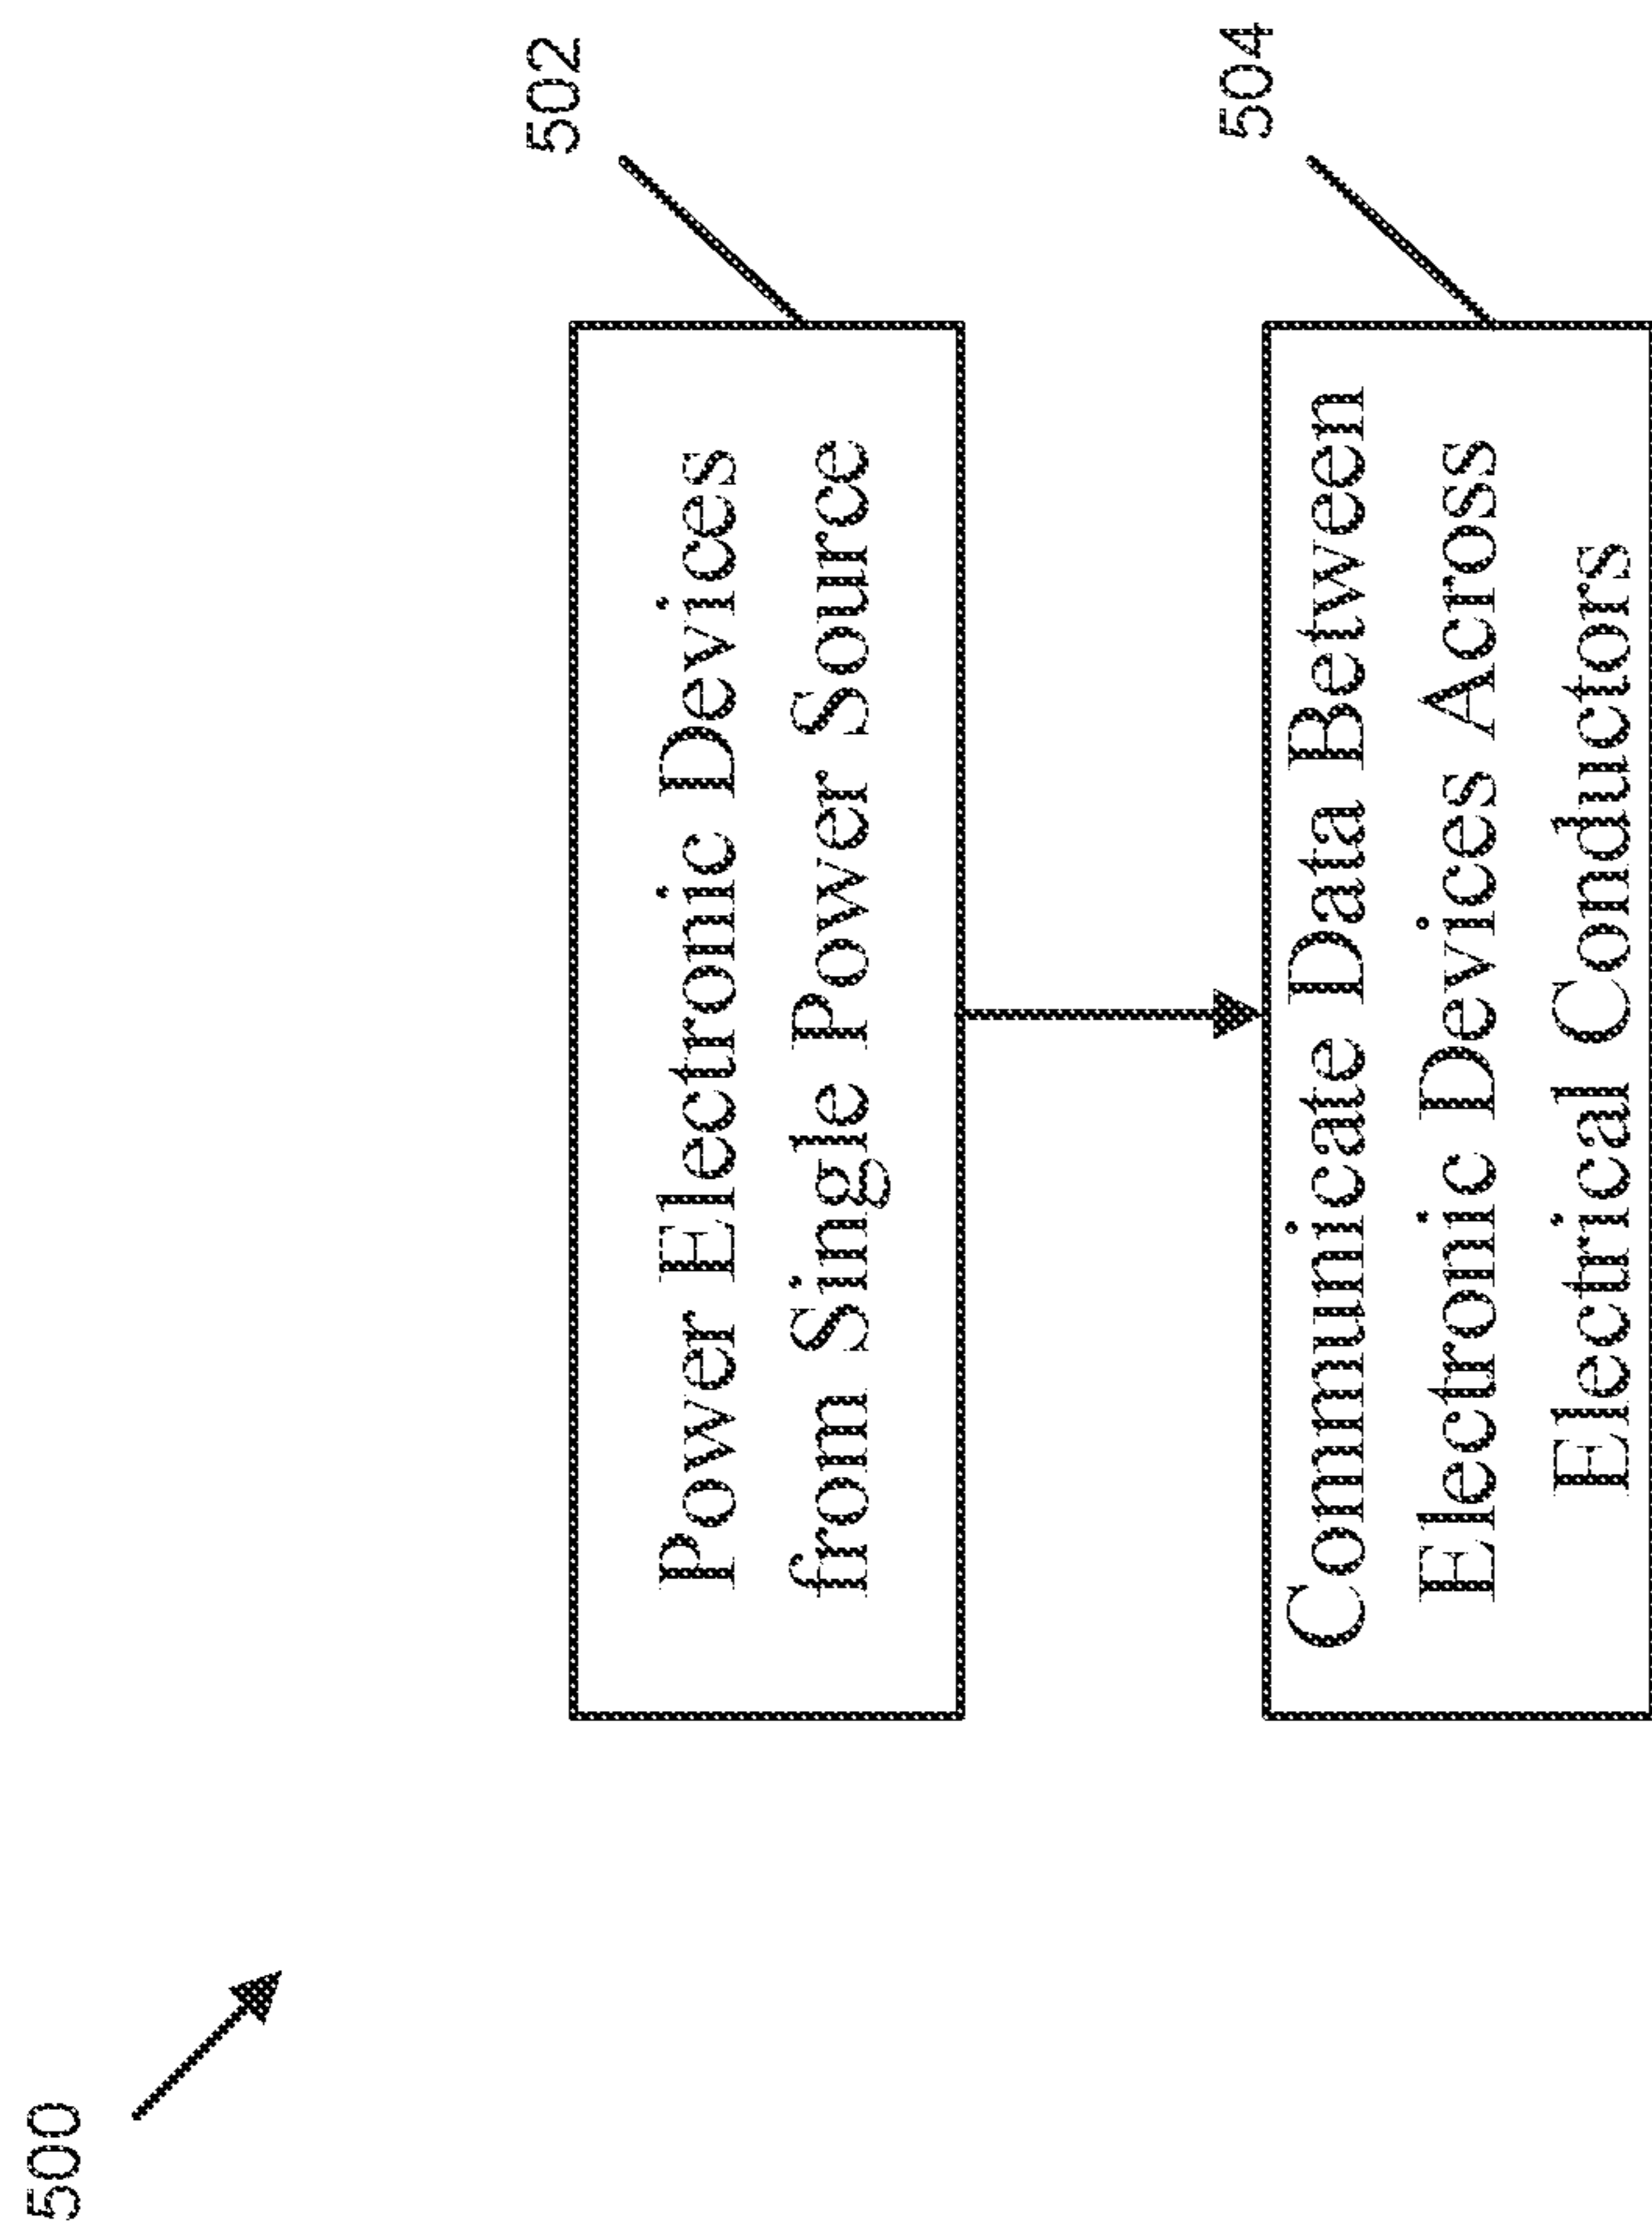 500
502
Power Electronic Devices
from Single Power Source
504
Communicate Data Between
Electronic Devices Across
Electrical Conductors